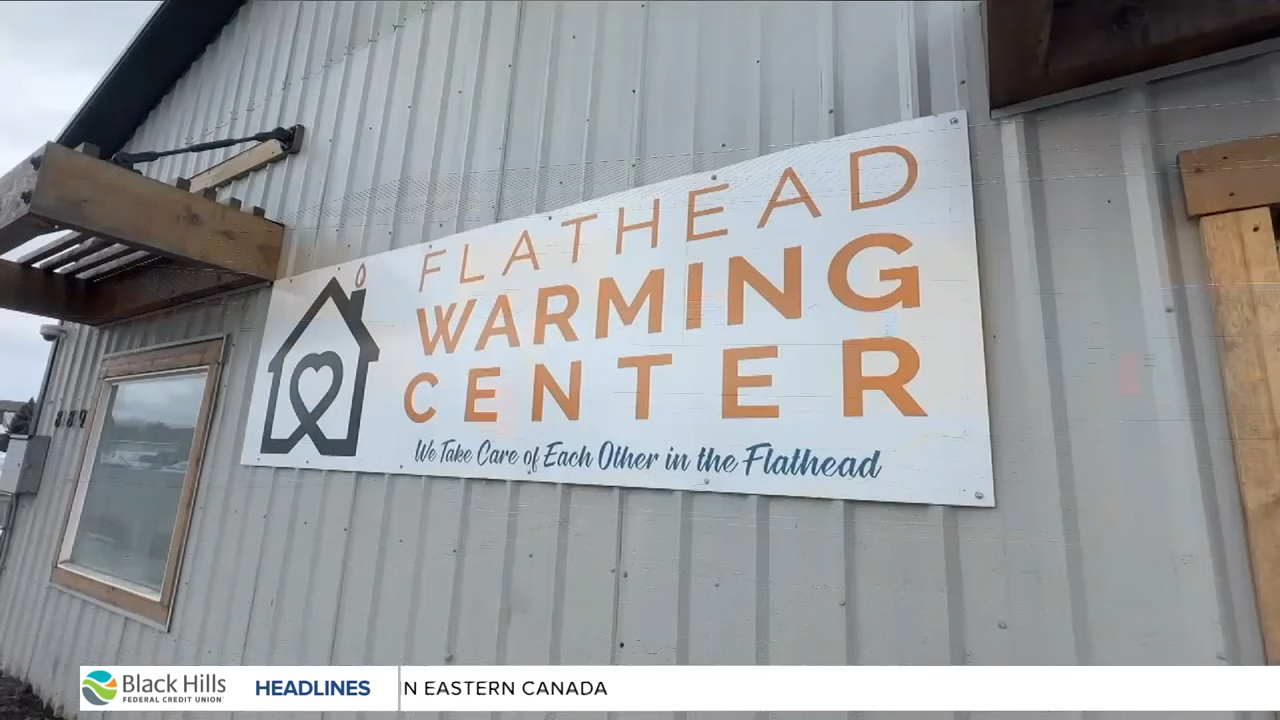 FLATHEAD
WARMING
CENTER
We Take Care of Each Other in the Flathead
Black Hills
FEDERAL CREDIT UNION
HEADLINES
N EASTERN CANADA